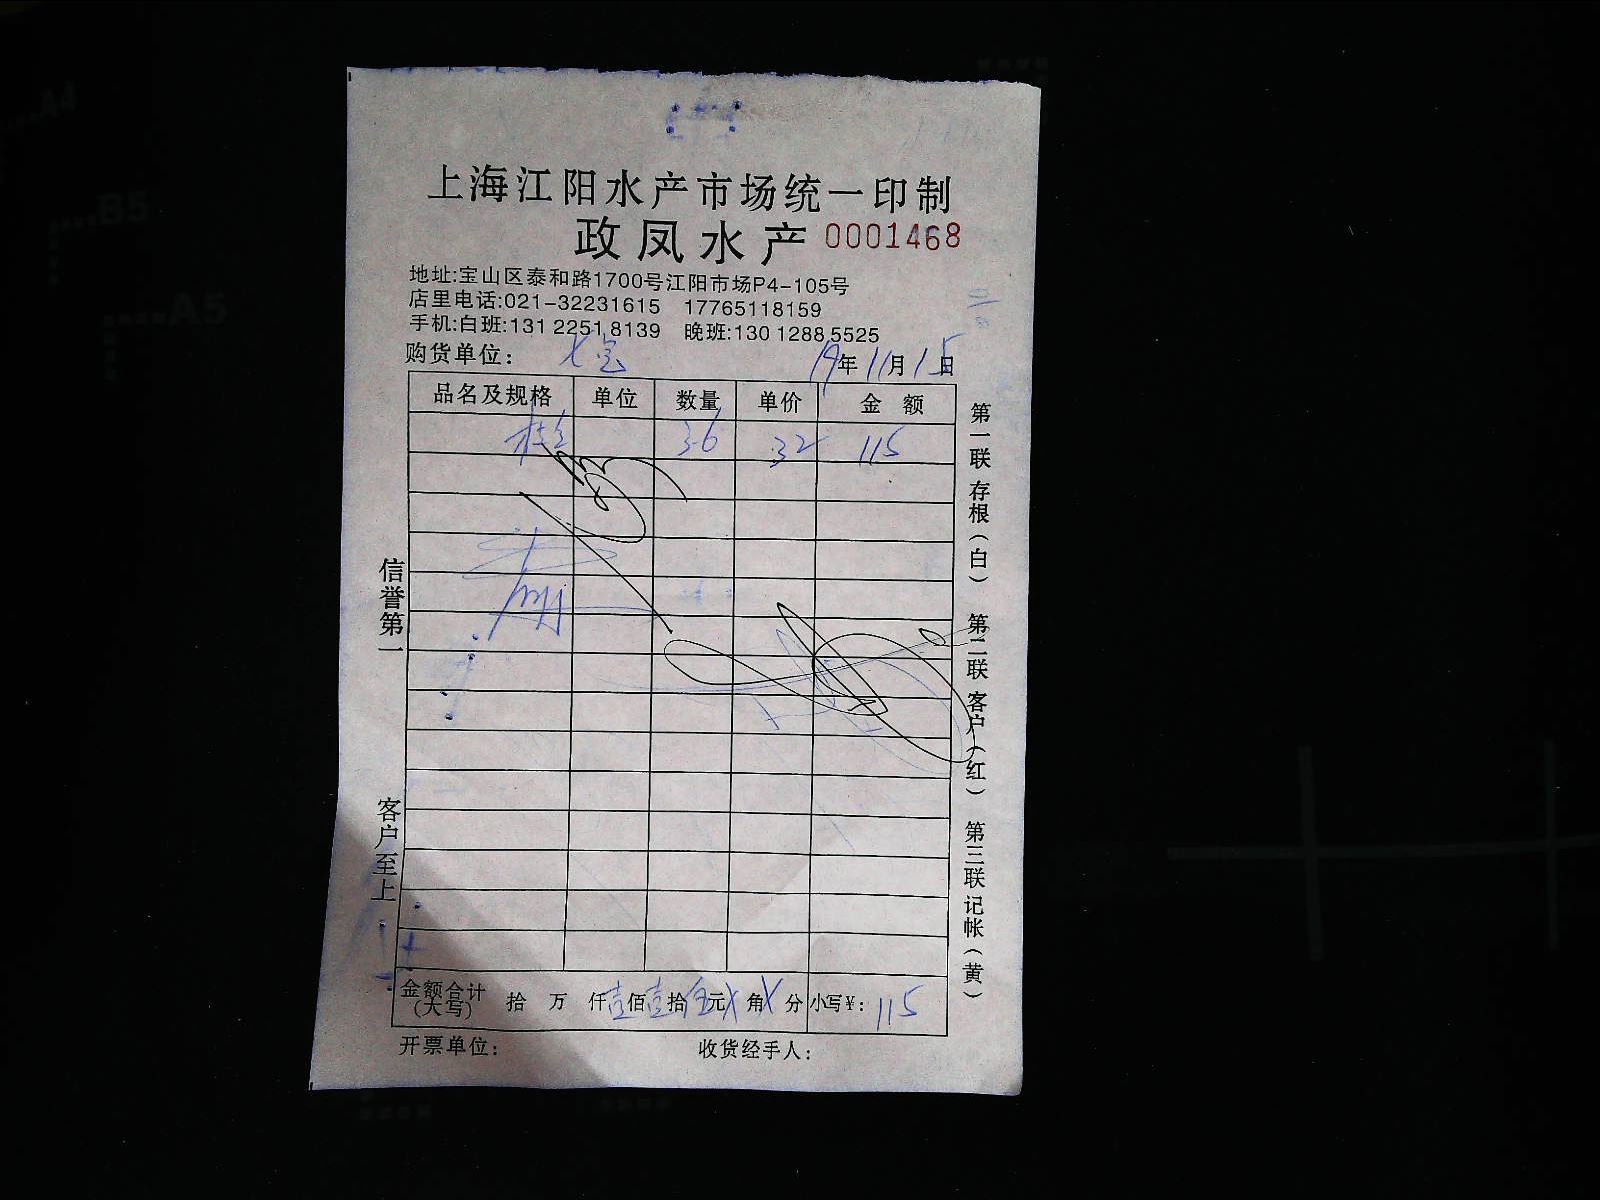 上海江阳水产市场统一印制
政凤水产 0001468
地址:宝山区泰和路1700号江阳市场P4-105号
店里电话:021-32231615 17765118159
手机:白班:131 2251 8139 晚班:130 1288 5525
购货单位: 七宝 19年11月15日
品名及规格 单位 数量 单价 金额
3.6 32 115
金额合计(大写) 拾 万 仟壹佰壹拾伍元X角X分 小写¥: 115
开票单位: 收货经手人:
信誉第一 客户至上
第一联 存根(白) 第二联 客户(红) 第三联 记帐(黄)